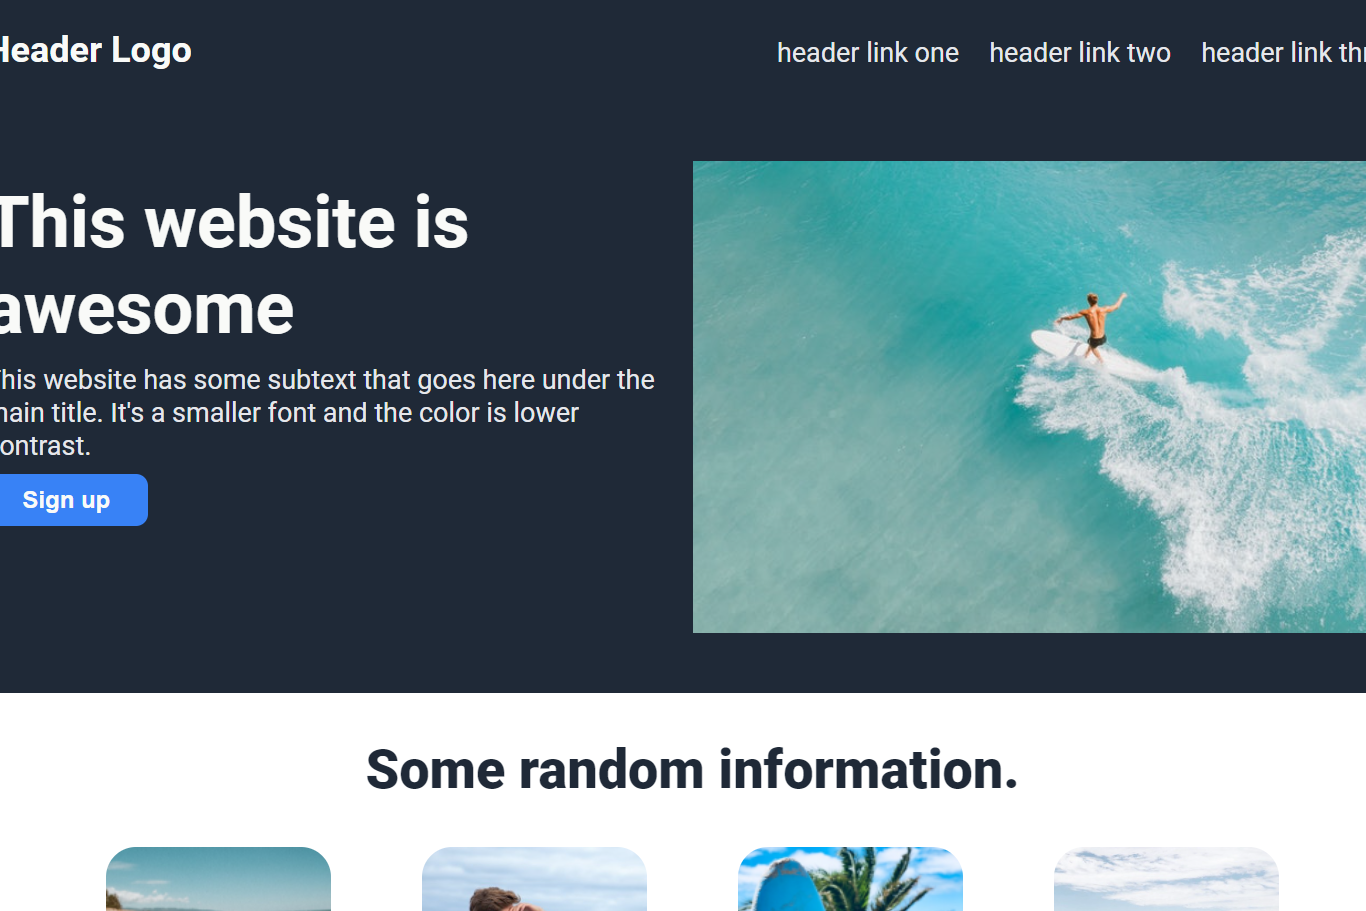 Header Logo
header link one header link two header link thr
This website is
awesome
his website has some subtext that goes here under the
main title. It's a smaller font and the color is lower
ontrast.
Sign up
Some random information.